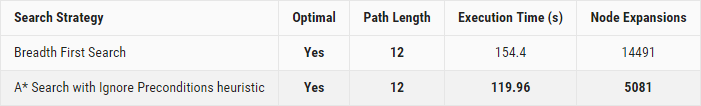 Search Strategy Optimal Path Length Execution Time (s) Node Expansions
Breadth First Search Yes 12 154.4 14491
A* Search with Ignore Preconditions heuristic Yes 12 119.96 5081